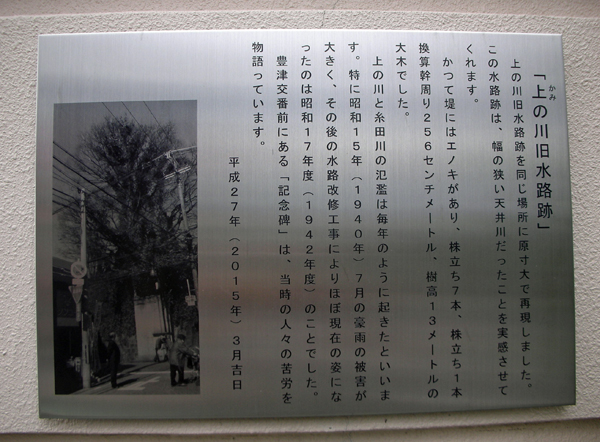 「上の川旧水路跡」
かみ
上の川旧水路跡を同じ場所に原寸大で再現しました。
この水路跡は、幅の狭い天井川だったことを実感させて
くれます。
かつて堤にはエノキがあり、株立ち7本、株立ち1本
換算幹周り256センチメートル、樹高13メートルの
大木でした。
上の川と糸田川の氾濫は毎年のように起きたといいま
す。特に昭和15年（1940年）7月の豪雨の被害が
大きく、その後の水路改修工事によりほぼ現在の姿にな
ったのは昭和17年度（1942年度）のことでした。
豊津交番前にある「記念碑」は、当時の人々の苦労を
物語っています。
平成27年（2015年）3月吉日